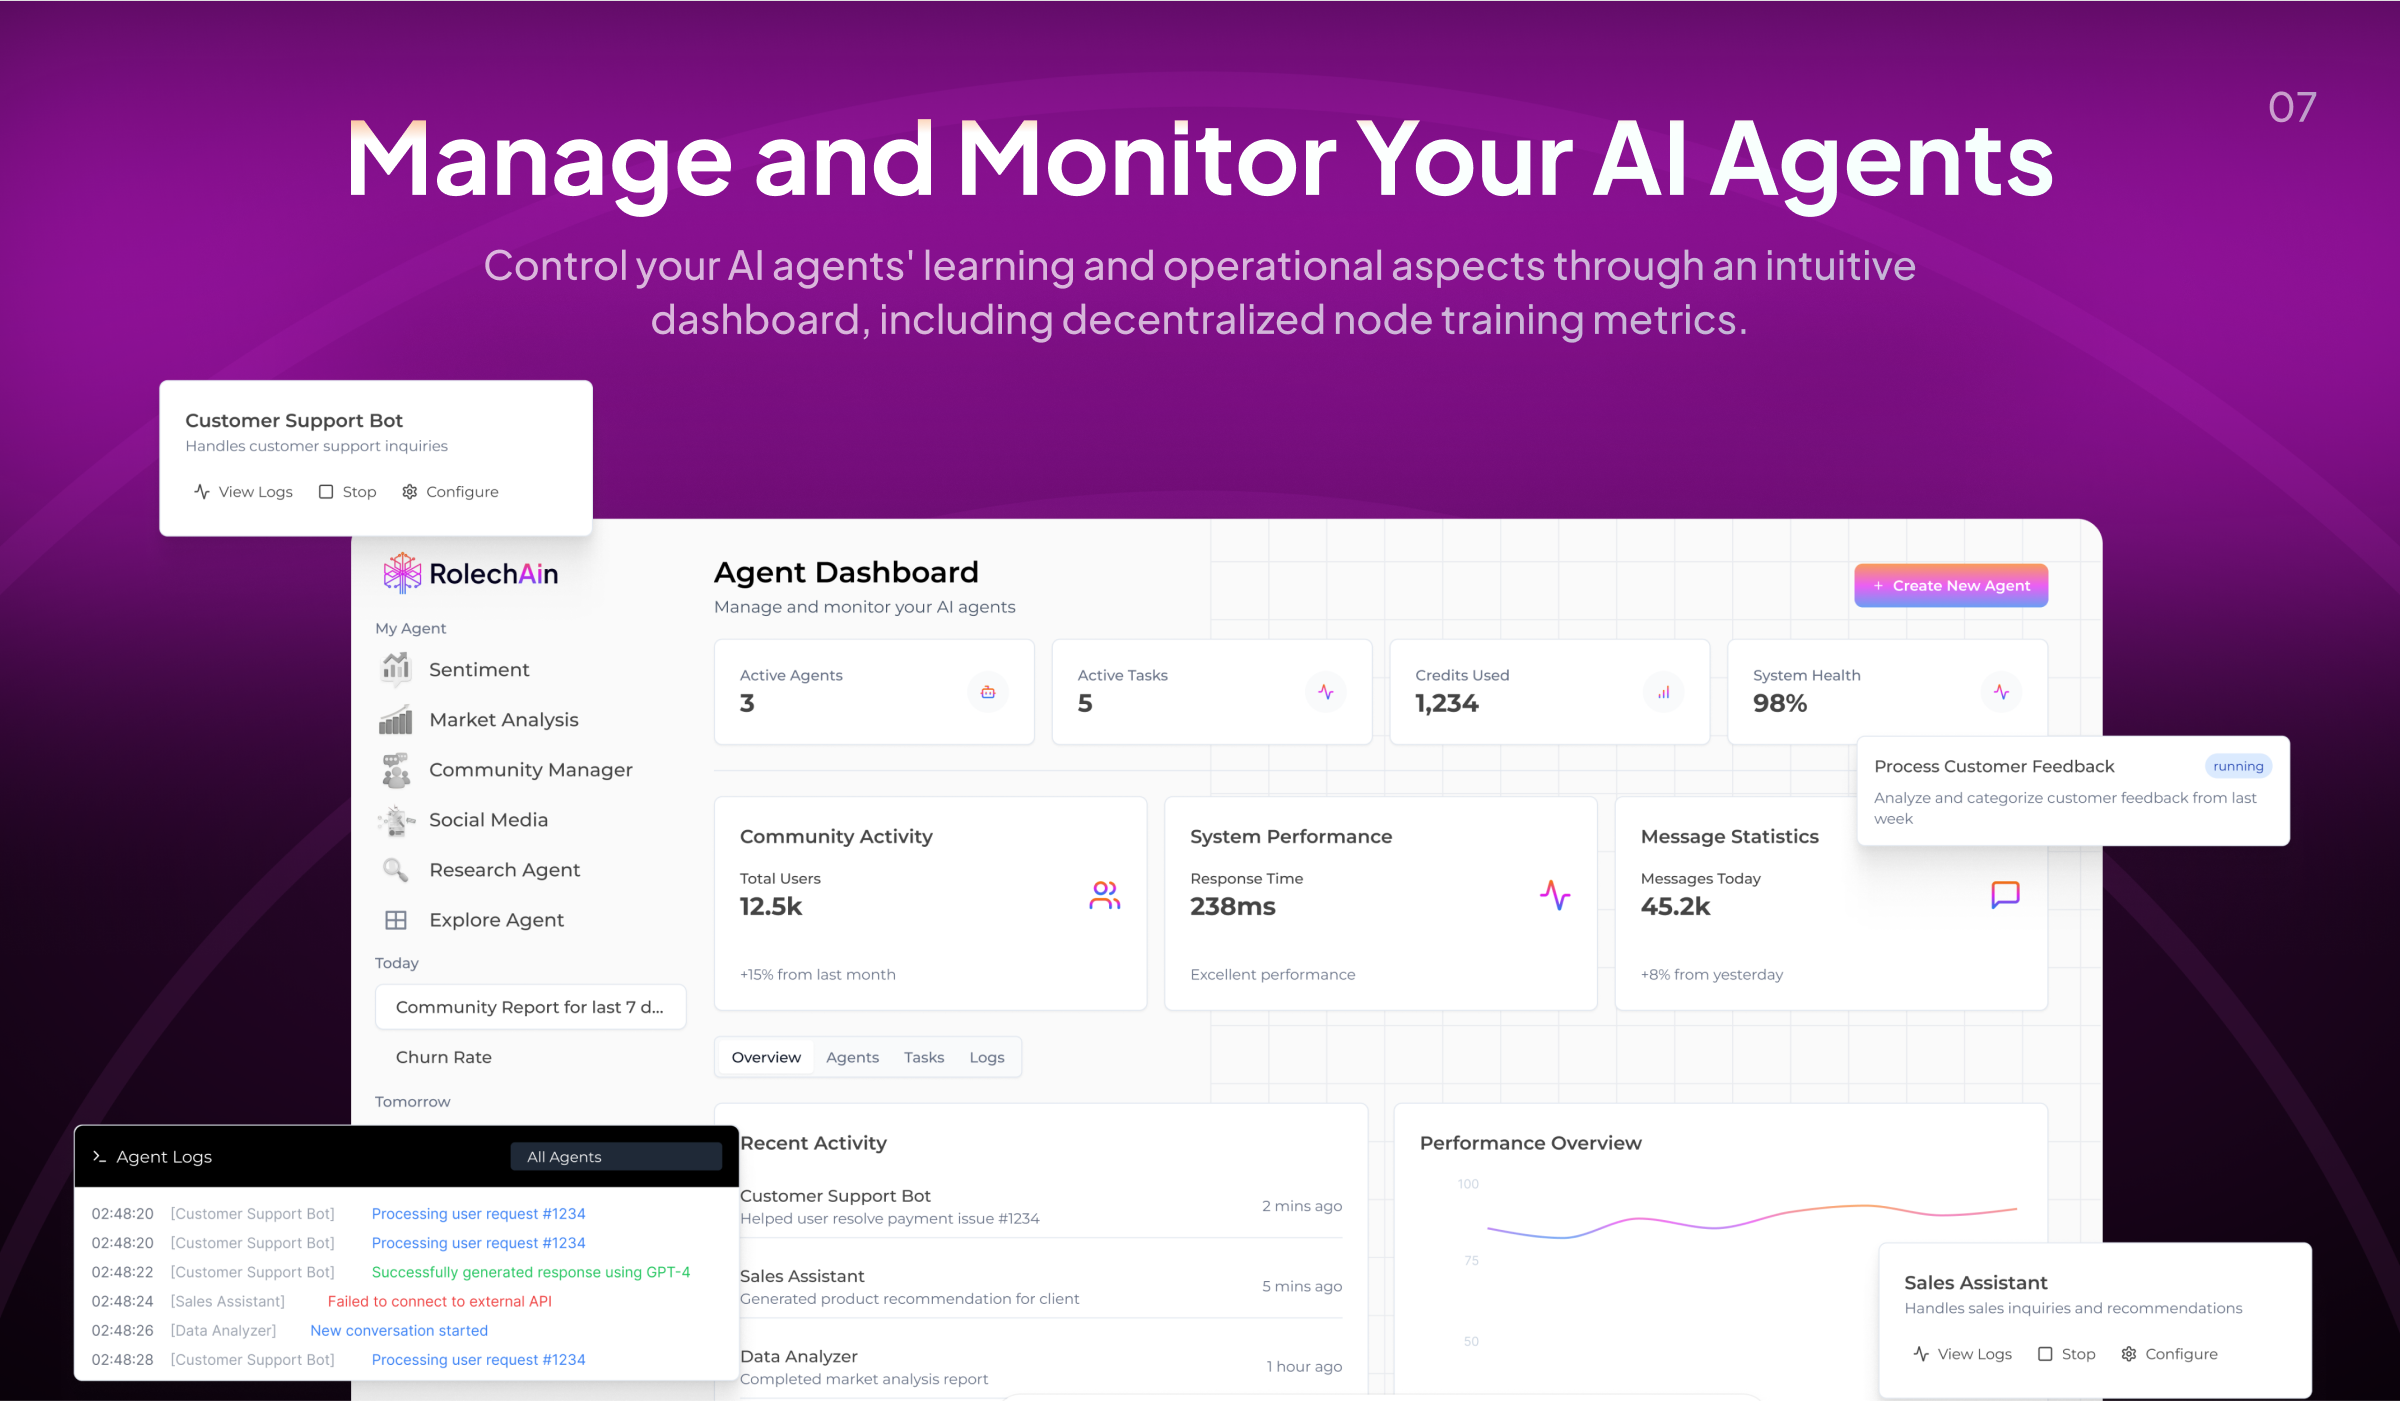 07
Manage and Monitor Your AI Agents
Control your AI agents' learning and operational aspects through an intuitive
dashboard, including decentralized node training metrics.
Customer Support Bot
Handles customer support inquiries
View Logs Stop Configure
RolechAin
My Agent
Sentiment
Market Analysis
Community Manager
Social Media
Research Agent
Explore Agent
Today
Community Report for last 7 d...
Churn Rate
Tomorrow
Agent Dashboard
Manage and monitor your AI agents
+ Create New Agent
Active Agents
3
Active Tasks
5
Credits Used
1,234
System Health
98%
Process Customer Feedback running
Analyze and categorize customer feedback from last
week
Community Activity
Total Users
12.5k
+15% from last month
System Performance
Response Time
238ms
Excellent performance
Message Statistics
Messages Today
45.2k
+8% from yesterday
Overview Agents Tasks Logs
Agent Logs All Agents
02:48:20 [Customer Support Bot] Processing user request #1234
02:48:20 [Customer Support Bot] Processing user request #1234
02:48:22 [Customer Support Bot] Successfully generated response using GPT-4
02:48:24 [Sales Assistant] Failed to connect to external API
02:48:26 [Data Analyzer] New conversation started
02:48:28 [Customer Support Bot] Processing user request #1234
Recent Activity
Customer Support Bot
Helped user resolve payment issue #1234
2 mins ago
Sales Assistant
Generated product recommendation for client
5 mins ago
Data Analyzer
Completed market analysis report
1 hour ago
Performance Overview
100
75
50
Sales Assistant
Handles sales inquiries and recommendations
View Logs Stop Configure